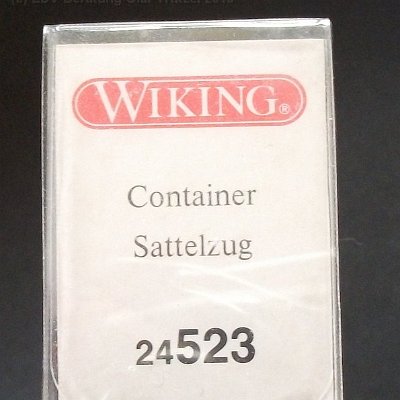 WIKING®
Container
Sattelzug
24523